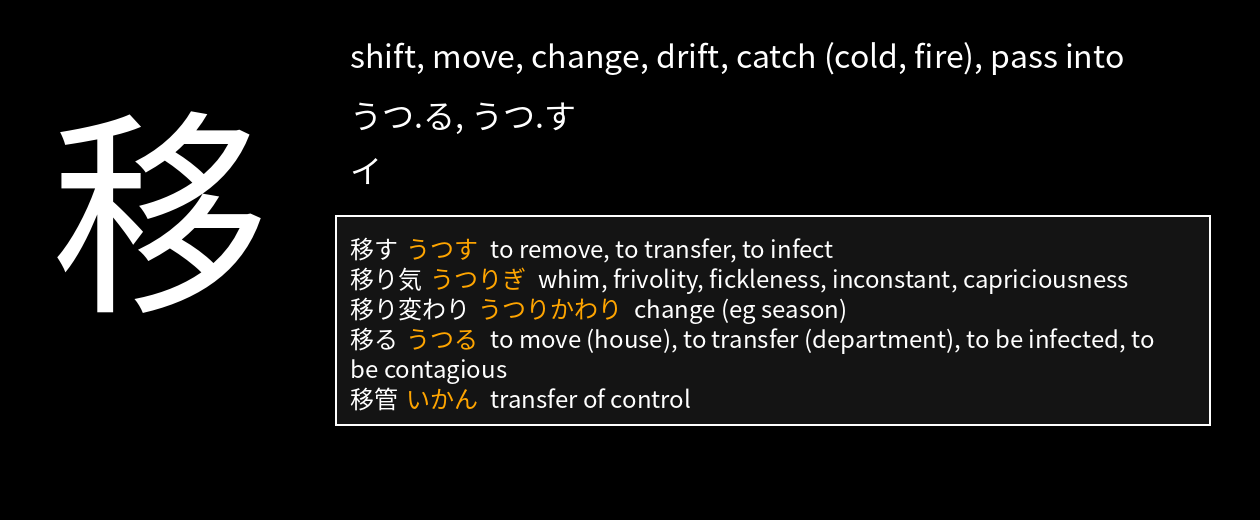 移
shift, move, change, drift, catch (cold, fire), pass into
うつ.る, うつ.す
イ
移す うつす to remove, to transfer, to infect
移り気 うつりぎ whim, frivolity, fickleness, inconstant, capriciousness
移り変わり うつりかわり change (eg season)
移る うつる to move (house), to transfer (department), to be infected, to
be contagious
移管 いかん transfer of control